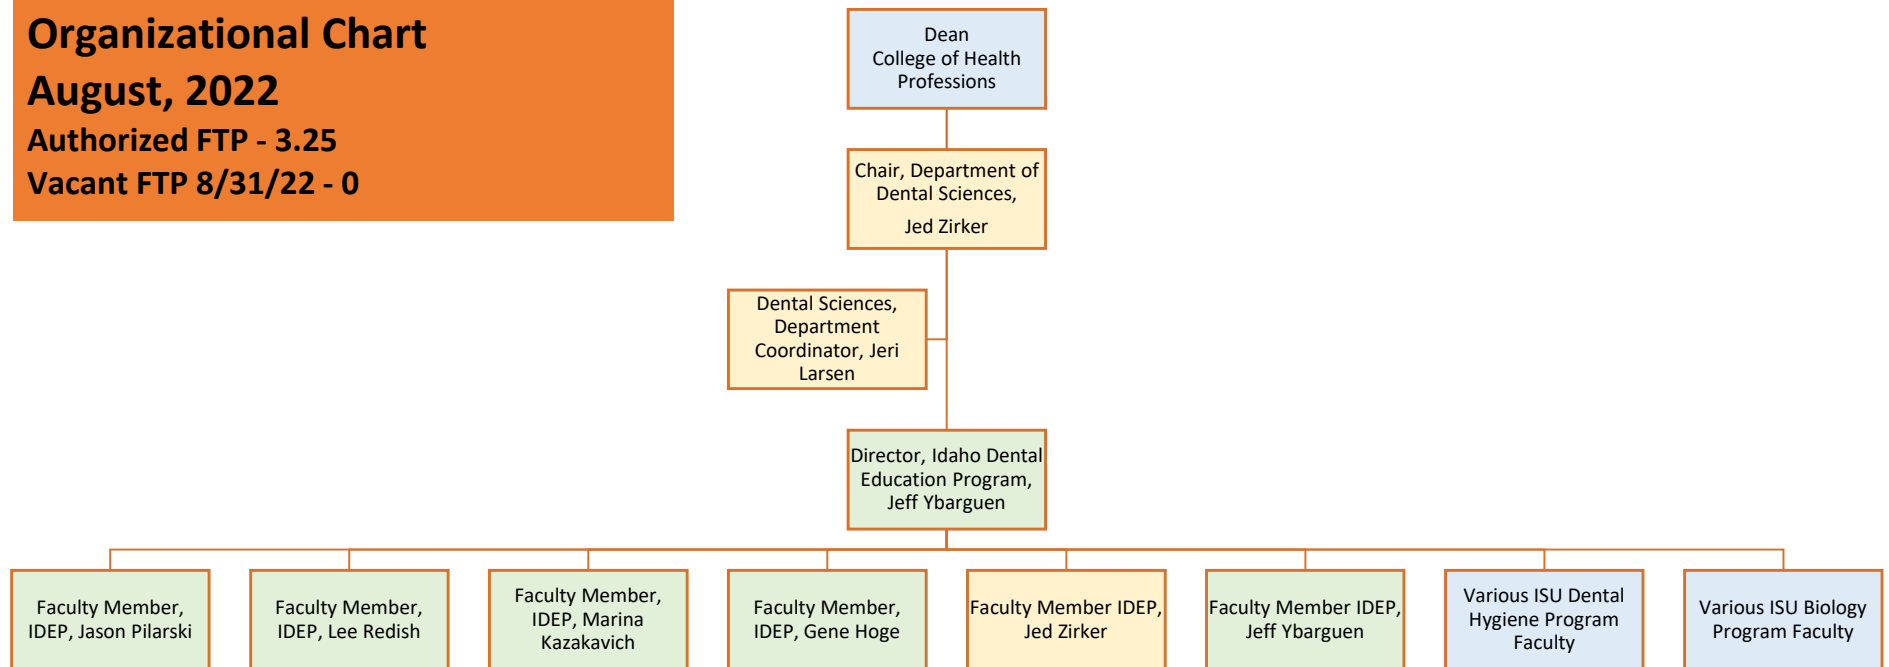 Organizational Chart
August, 2022
Authorized FTP - 3.25
Vacant FTP 8/31/22 - 0
Dean
College of Health
Professions
Chair, Department of
Dental Sciences,
Jed Zirker
Dental Sciences,
Department
Coordinator, Jeri
Larsen
Director, Idaho Dental
Education Program,
Jeff Ybarguen
Faculty Member,
IDEP, Jason Pilarski
Faculty Member,
IDEP, Lee Redish
Faculty Member,
IDEP, Marina
Kazakavich
Faculty Member,
IDEP, Gene Hoge
Faculty Member IDEP,
Jed Zirker
Faculty Member IDEP,
Jeff Ybarguen
Various ISU Dental
Hygiene Program
Faculty
Various ISU Biology
Program Faculty